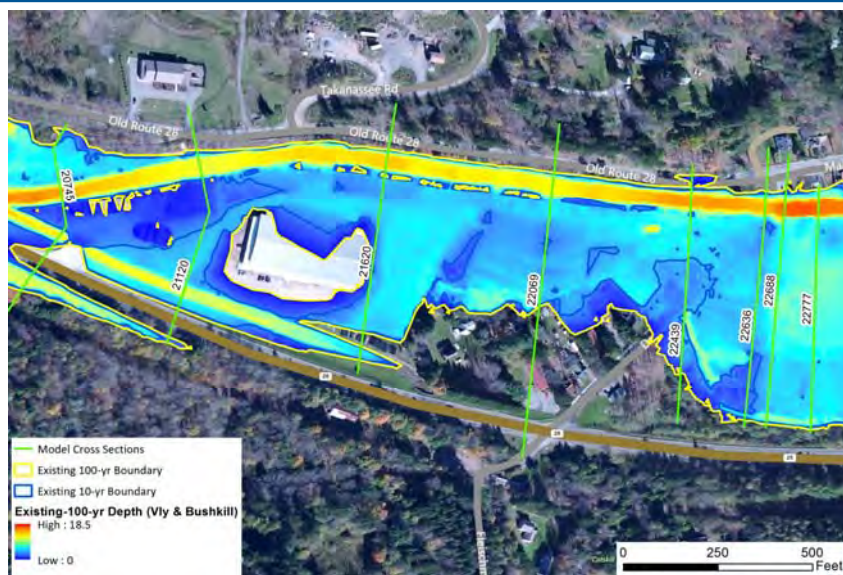 Takanassee Rd
Old Route 28
Old Route 28
Old Route 28
20745
21120
21620
22069
22439
22636
22688
22777
28
28
28
Model Cross Sections
Existing 100-yr Boundary
Existing 10-yr Boundary
Existing-100-yr Depth (Vly & Bushkill)
High : 18.5
Low : 0
0 250 500
Feet